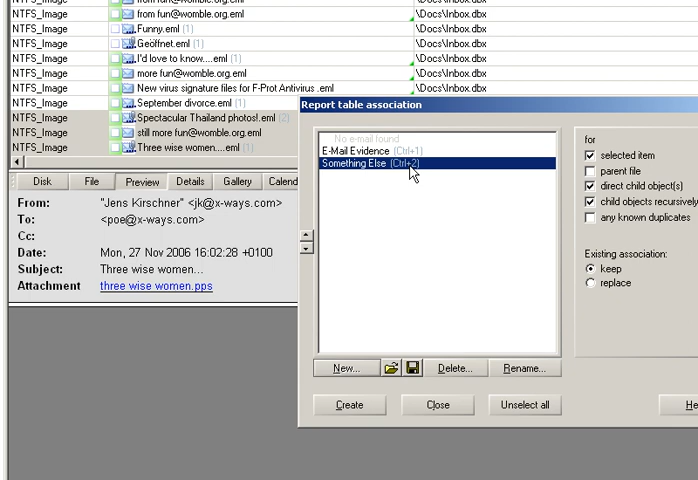 NTFS_Image from fun@womble.org.eml \Docs\Inbox.dbx
NTFS_Image from fun@womble.org.eml \Docs\Inbox.dbx
NTFS_Image Funny.eml (1) \Docs\Inbox.dbx
NTFS_Image Geöffnet.eml (1) \Docs\Inbox.dbx
NTFS_Image I'd love to know....eml (1) \Docs\Inbox.dbx
NTFS_Image more fun@womble.org.eml \Docs\Inbox.dbx
NTFS_Image New virus signature files for F-Prot Antivirus .eml \Docs\Inbox.dbx
NTFS_Image September divorce.eml (1)
NTFS_Image Spectacular Thailand photos!.eml (2)
NTFS_Image still more fun@womble.org.eml
NTFS_Image Three wise women....eml (1)
Disk File Preview Details Gallery Calend
From: "Jens Kirschner" <jk@x-ways.com>
To: <poe@x-ways.com>
Cc:
Date: Mon, 27 Nov 2006 16:02:28 +0100
Subject: Three wise women...
Attachment three wise women.pps
Report table association
No e-mail found
E-Mail Evidence (Ctrl+1)
Something Else (Ctrl+2)
New... Delete... Rename...
Create Close Unselect all He
for
selected item
parent file
direct child object(s)
child objects recursively
any known duplicates
Existing association:
keep
replace